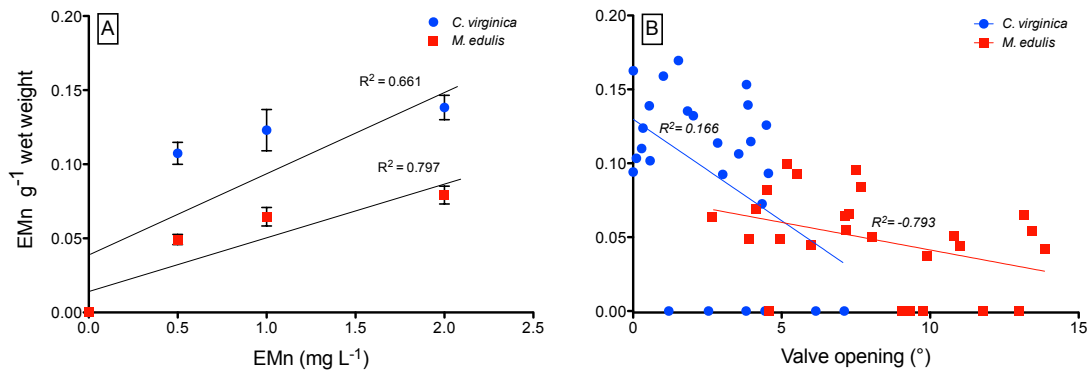 A
C. virginica
M. edulis
R² = 0.661
R² = 0.797
0.20
0.15
0.10
0.05
0.00
EMn g⁻¹ wet weight
0.0 0.5 1.0 1.5 2.0 2.5
EMn (mg L⁻¹)
B
C. virginica
M. edulis
R² = 0.166
R² = -0.793
0.20
0.15
0.10
0.05
0.00
0 5 10 15
Valve opening (°)